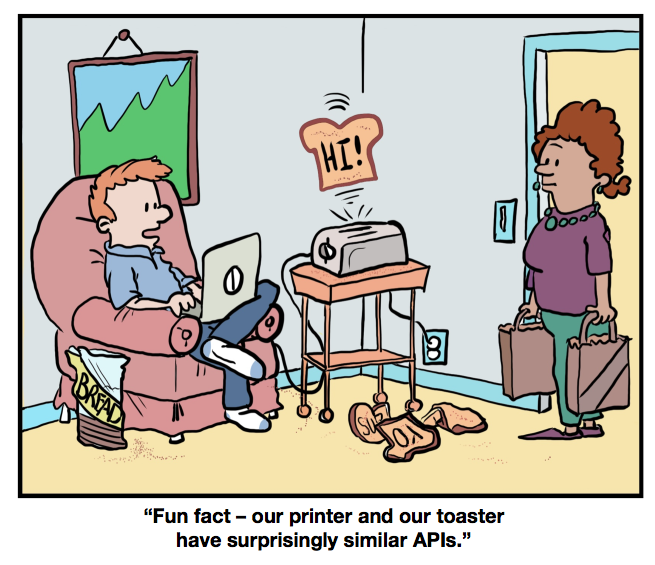 HI!
BREAD
“Fun fact – our printer and our toaster
have surprisingly similar APIs.”